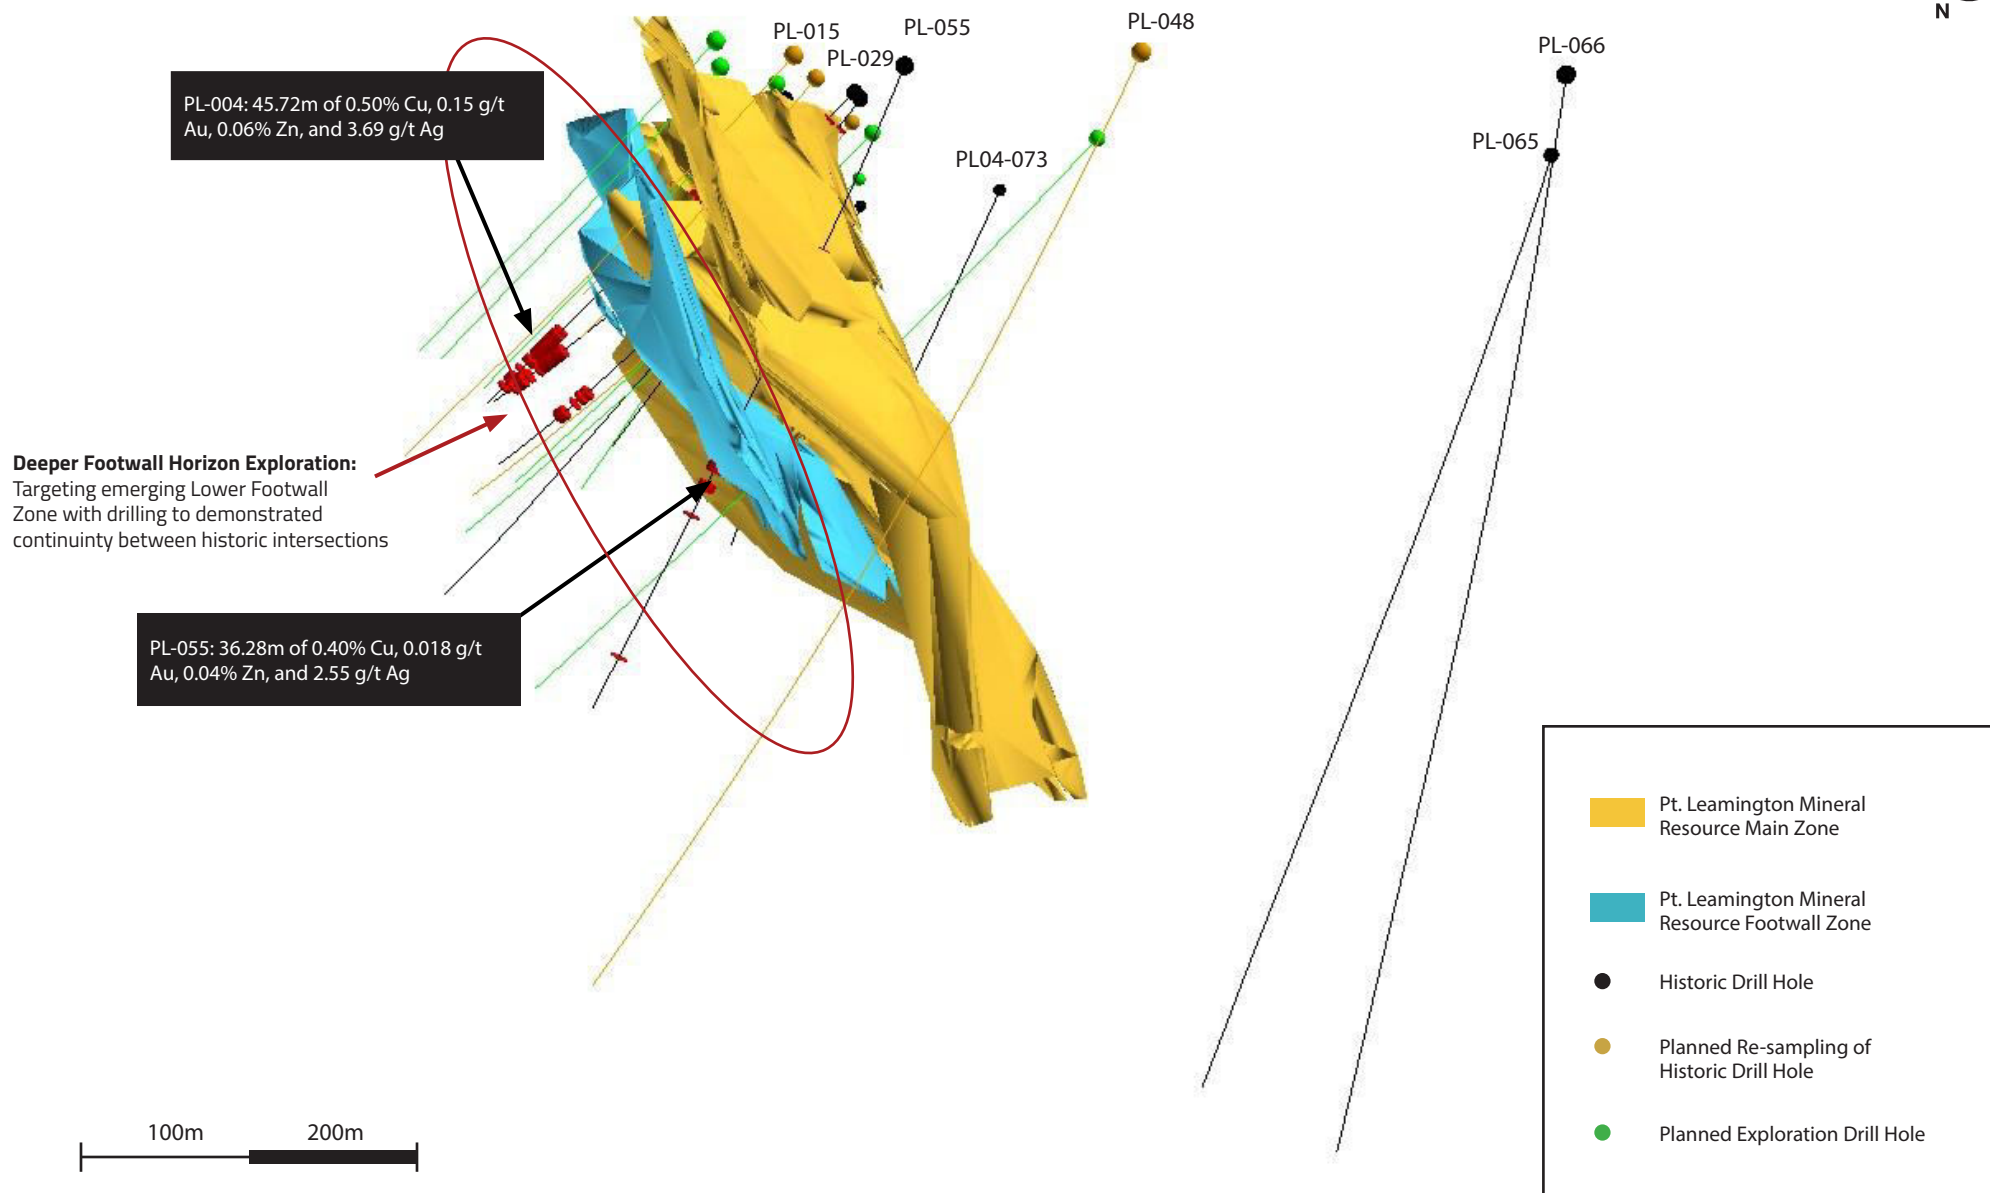 N
PL-015
PL-029
PL-055
PL-048
PL-066
PL-065
PL04-073
PL-004: 45.72m of 0.50% Cu, 0.15 g/t
Au, 0.06% Zn, and 3.69 g/t Ag
Deeper Footwall Horizon Exploration:
Targeting emerging Lower Footwall
Zone with drilling to demonstrated
continuinty between historic intersections
PL-055: 36.28m of 0.40% Cu, 0.018 g/t
Au, 0.04% Zn, and 2.55 g/t Ag
100m
200m
Pt. Leamington Mineral
Resource Main Zone
Pt. Leamington Mineral
Resource Footwall Zone
Historic Drill Hole
Planned Re-sampling of
Historic Drill Hole
Planned Exploration Drill Hole